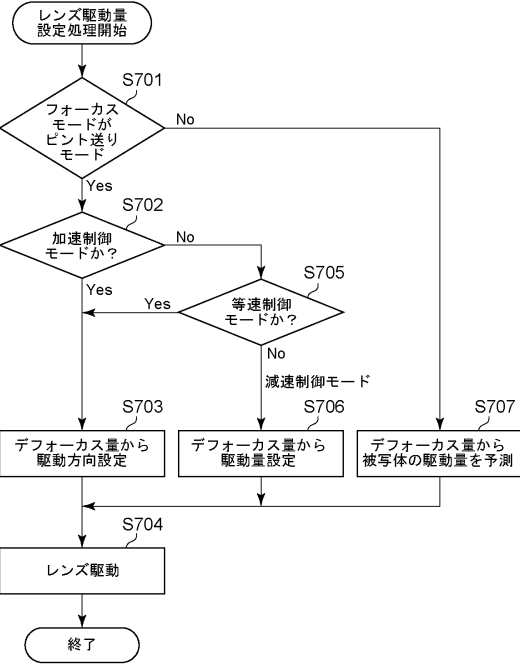 レンズ駆動量
設定処理開始
S701
フォーカス
モードが
ピント送り
モード
No
Yes
S702
加速制御
モードか？
No
Yes
S705
等速制御
モードか？
Yes
No
減速制御モード
S703
デフォーカス量から
駆動方向設定
S706
デフォーカス量から
駆動量設定
S707
デフォーカス量から
被写体の駆動量を予測
S704
レンズ駆動
終了